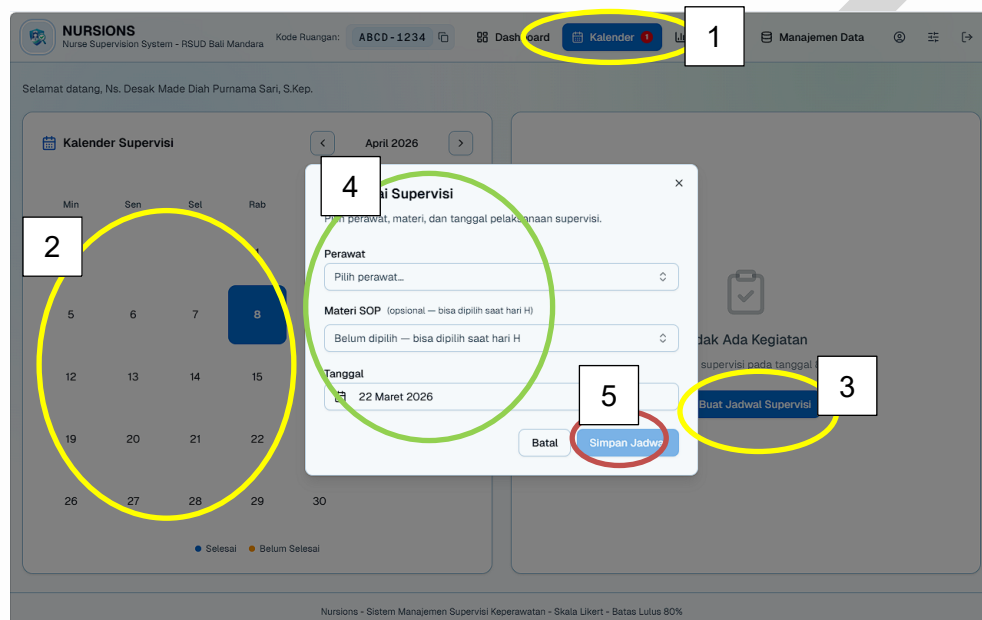 NURSIONS
Nurse Supervision System - RSUD Bali Mandara
Kode Ruangan:
ABCD-1234
Dashboard
Kalender
1
1
Manajemen Data
Selamat datang, Ns. Desak Made Diah Purnama Sari, S.Kep.
Kalender Supervisi
April 2026
Min Sen Sel Rab
5 6 7 8
12 13 14 15
19 20 21 22
26 27 28 29 30
Selesai
Belum Selesai
2
4
ai Supervisi
perawat, materi, dan tanggal pelaksanaan supervisi.
Perawat
Pilih perawat...
Materi SOP (opsional — bisa dipilih saat hari H)
Belum dipilih — bisa dipilih saat hari H
Tanggal
22 Maret 2026
5
Batal
Simpan Jadwa
dak Ada Kegiatan
supervisi pada tanggal
Buat Jadwal Supervisi
3
Nursions - Sistem Manajemen Supervisi Keperawatan - Skala Likert - Batas Lulus 80%